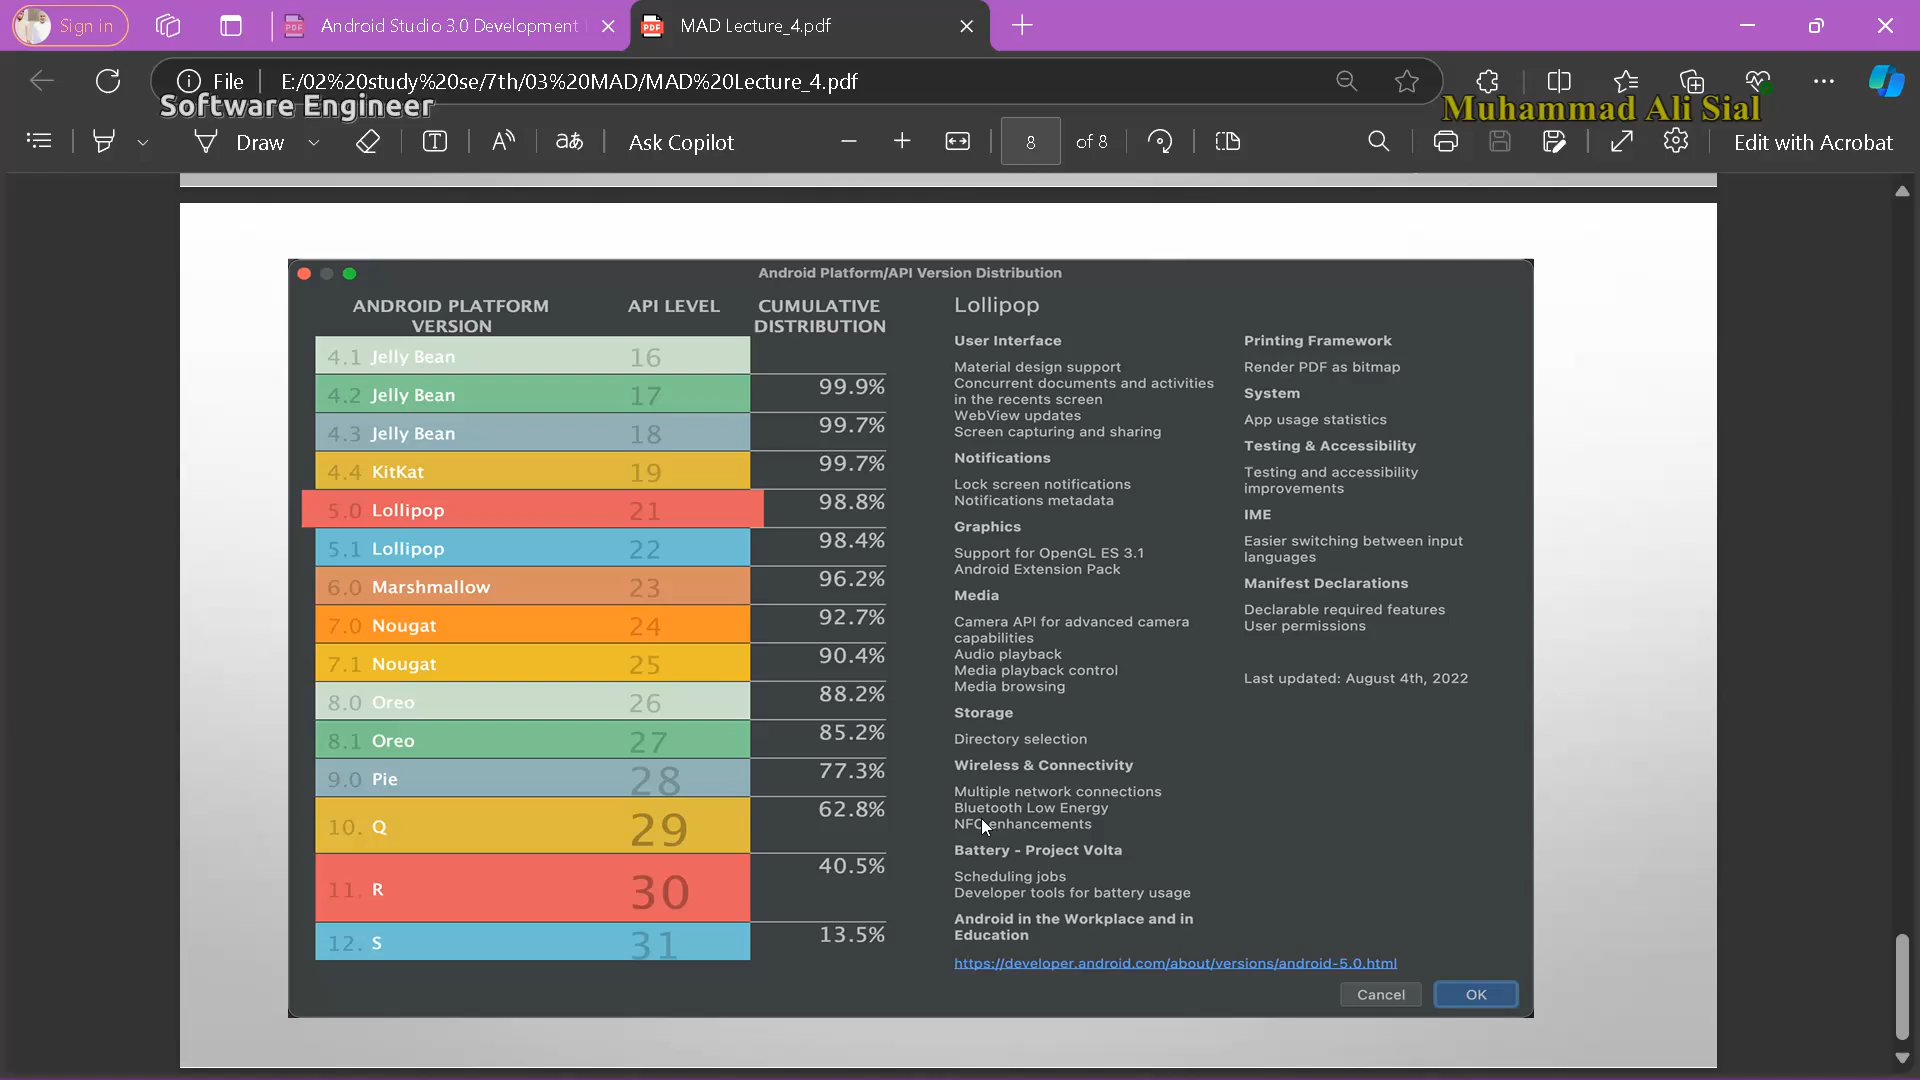 Sign in
Android Studio 3.0 Development
MAD Lecture_4.pdf
File
E:/02%20study%20se/7th/03%20MAD/MAD%20Lecture_4.pdf
Software Engineer
Muhammad Ali Sial
Draw
Ask Copilot
8
of 8
Edit with Acrobat
Android Platform/API Version Distribution
ANDROID PLATFORM
VERSION
API LEVEL
CUMULATIVE
DISTRIBUTION
4.1 Jelly Bean 16
4.2 Jelly Bean 17 99.9%
4.3 Jelly Bean 18 99.7%
4.4 KitKat 19 99.7%
5.0 Lollipop 21 98.8%
5.1 Lollipop 22 98.4%
6.0 Marshmallow 23 96.2%
7.0 Nougat 24 92.7%
7.1 Nougat 25 90.4%
8.0 Oreo 26 88.2%
8.1 Oreo 27 85.2%
9.0 Pie 28 77.3%
10. Q 29 62.8%
11. R 30 40.5%
12. S 31 13.5%
Lollipop
User Interface
Material design support
Concurrent documents and activities
in the recents screen
WebView updates
Screen capturing and sharing
Notifications
Lock screen notifications
Notifications metadata
Graphics
Support for OpenGL ES 3.1
Android Extension Pack
Media
Camera API for advanced camera
capabilities
Audio playback
Media playback control
Media browsing
Storage
Directory selection
Wireless & Connectivity
Multiple network connections
Bluetooth Low Energy
NFC enhancements
Battery - Project Volta
Scheduling jobs
Developer tools for battery usage
Android in the Workplace and in
Education
https://developer.android.com/about/versions/android-5.0.html
Printing Framework
Render PDF as bitmap
System
App usage statistics
Testing & Accessibility
Testing and accessibility
improvements
IME
Easier switching between input
languages
Manifest Declarations
Declarable required features
User permissions
Last updated: August 4th, 2022
Cancel
OK